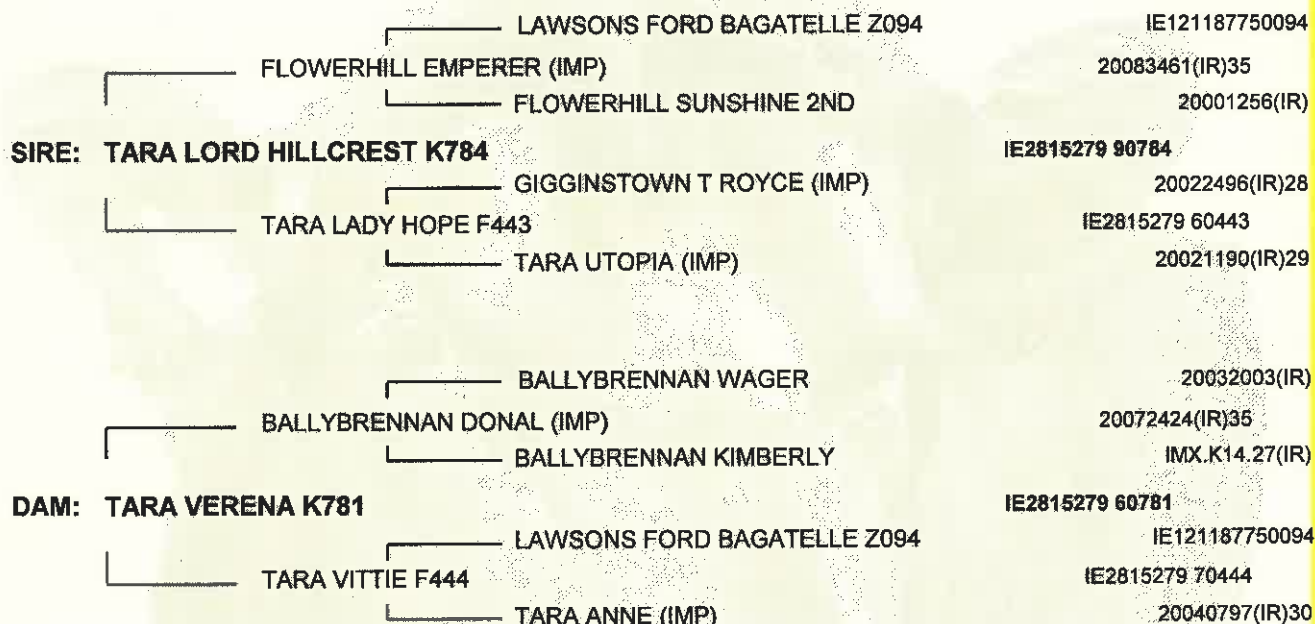 LAWSONS FORD BAGATELLE Z094 IE121187750094
FLOWERHILL EMPERER (IMP) 20083461(IR)35
FLOWERHILL SUNSHINE 2ND 20001256(IR)
SIRE: TARA LORD HILLCREST K784 IE2815279 90784
GIGGINSTOWN T ROYCE (IMP) 20022496(IR)28
TARA LADY HOPE F443 IE2815279 60443
TARA UTOPIA (IMP) 20021190(IR)29
BALLYBRENNAN WAGER 20032003(IR)
BALLYBRENNAN DONAL (IMP) 20072424(IR)35
BALLYBRENNAN KIMBERLY IMX.K14.27(IR)
DAM: TARA VERENA K781 IE2815279 60781
LAWSONS FORD BAGATELLE Z094 IE121187750094
TARA VITTIE F444 IE2815279 70444
TARA ANNE (IMP) 20040797(IR)30